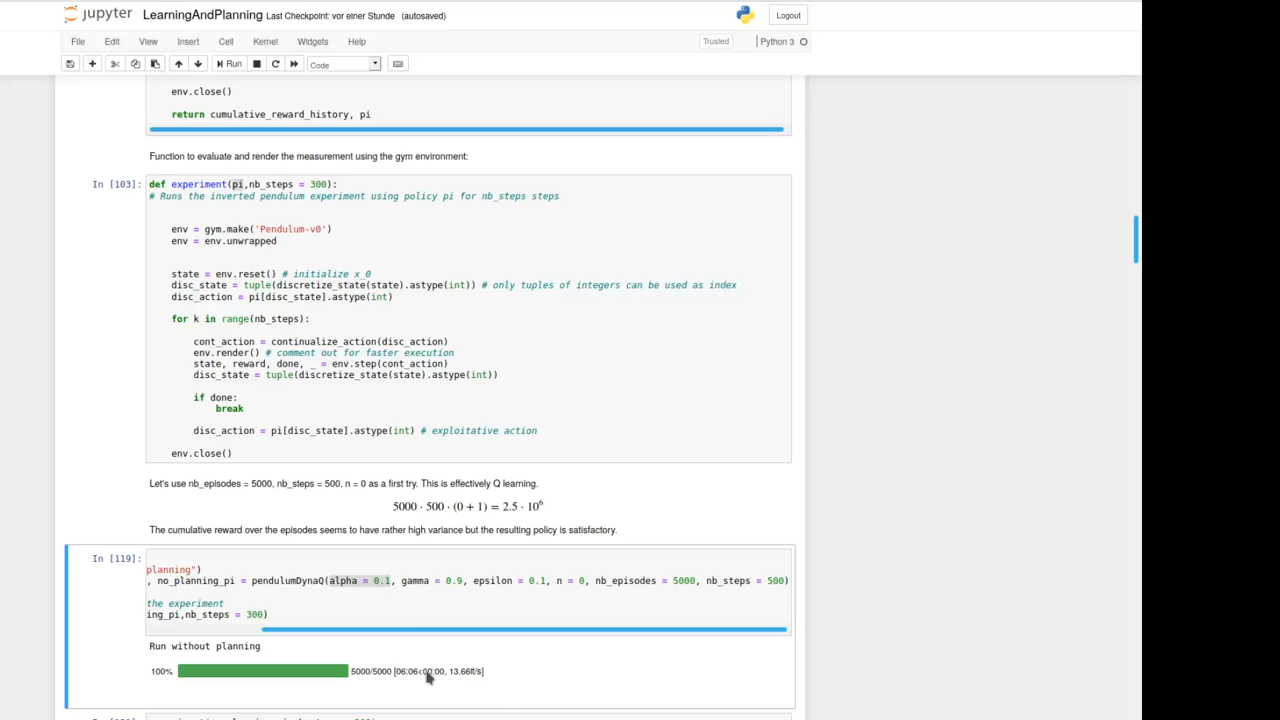 jupyter LearningAndPlanning Last Checkpoint: vor einer Stunde (autosaved) Logout
File Edit View Insert Cell Kernel Widgets Help Trusted Python 3
Run Code
env.close()
return cumulative_reward_history, pi
Function to evaluate and render the measurement using the gym environment:
In [103]: def experiment(pi,nb_steps = 300):
# Runs the inverted pendulum experiment using policy pi for nb_steps steps
env = gym.make('Pendulum-v0')
env = env.unwrapped
state = env.reset() # initialize x_0
disc_state = tuple(discretize_state(state).astype(int)) # only tuples of integers can be used as index
disc_action = pi[disc_state].astype(int)
for k in range(nb_steps):
cont_action = continualize_action(disc_action)
env.render() # comment out for faster execution
state, reward, done, _ = env.step(cont_action)
disc_state = tuple(discretize_state(state).astype(int))
if done:
break
disc_action = pi[disc_state].astype(int) # exploitative action
env.close()
Let's use nb_episodes = 5000, nb_steps = 500, n = 0 as a first try. This is effectively Q learning.
5000 · 500 · (0 + 1) = 2.5 · 10⁶
The cumulative reward over the episodes seems to have rather high variance but the resulting policy is satisfactory.
In [119]:
planning")
, no_planning_pi = pendulumDynaQ(alpha = 0.1, gamma = 0.9, epsilon = 0.1, n = 0, nb_episodes = 5000, nb_steps = 500)
the experiment
ing_pi,nb_steps = 300)
Run without planning
100% 5000/5000 [06:06<00:00, 13.66it/s]